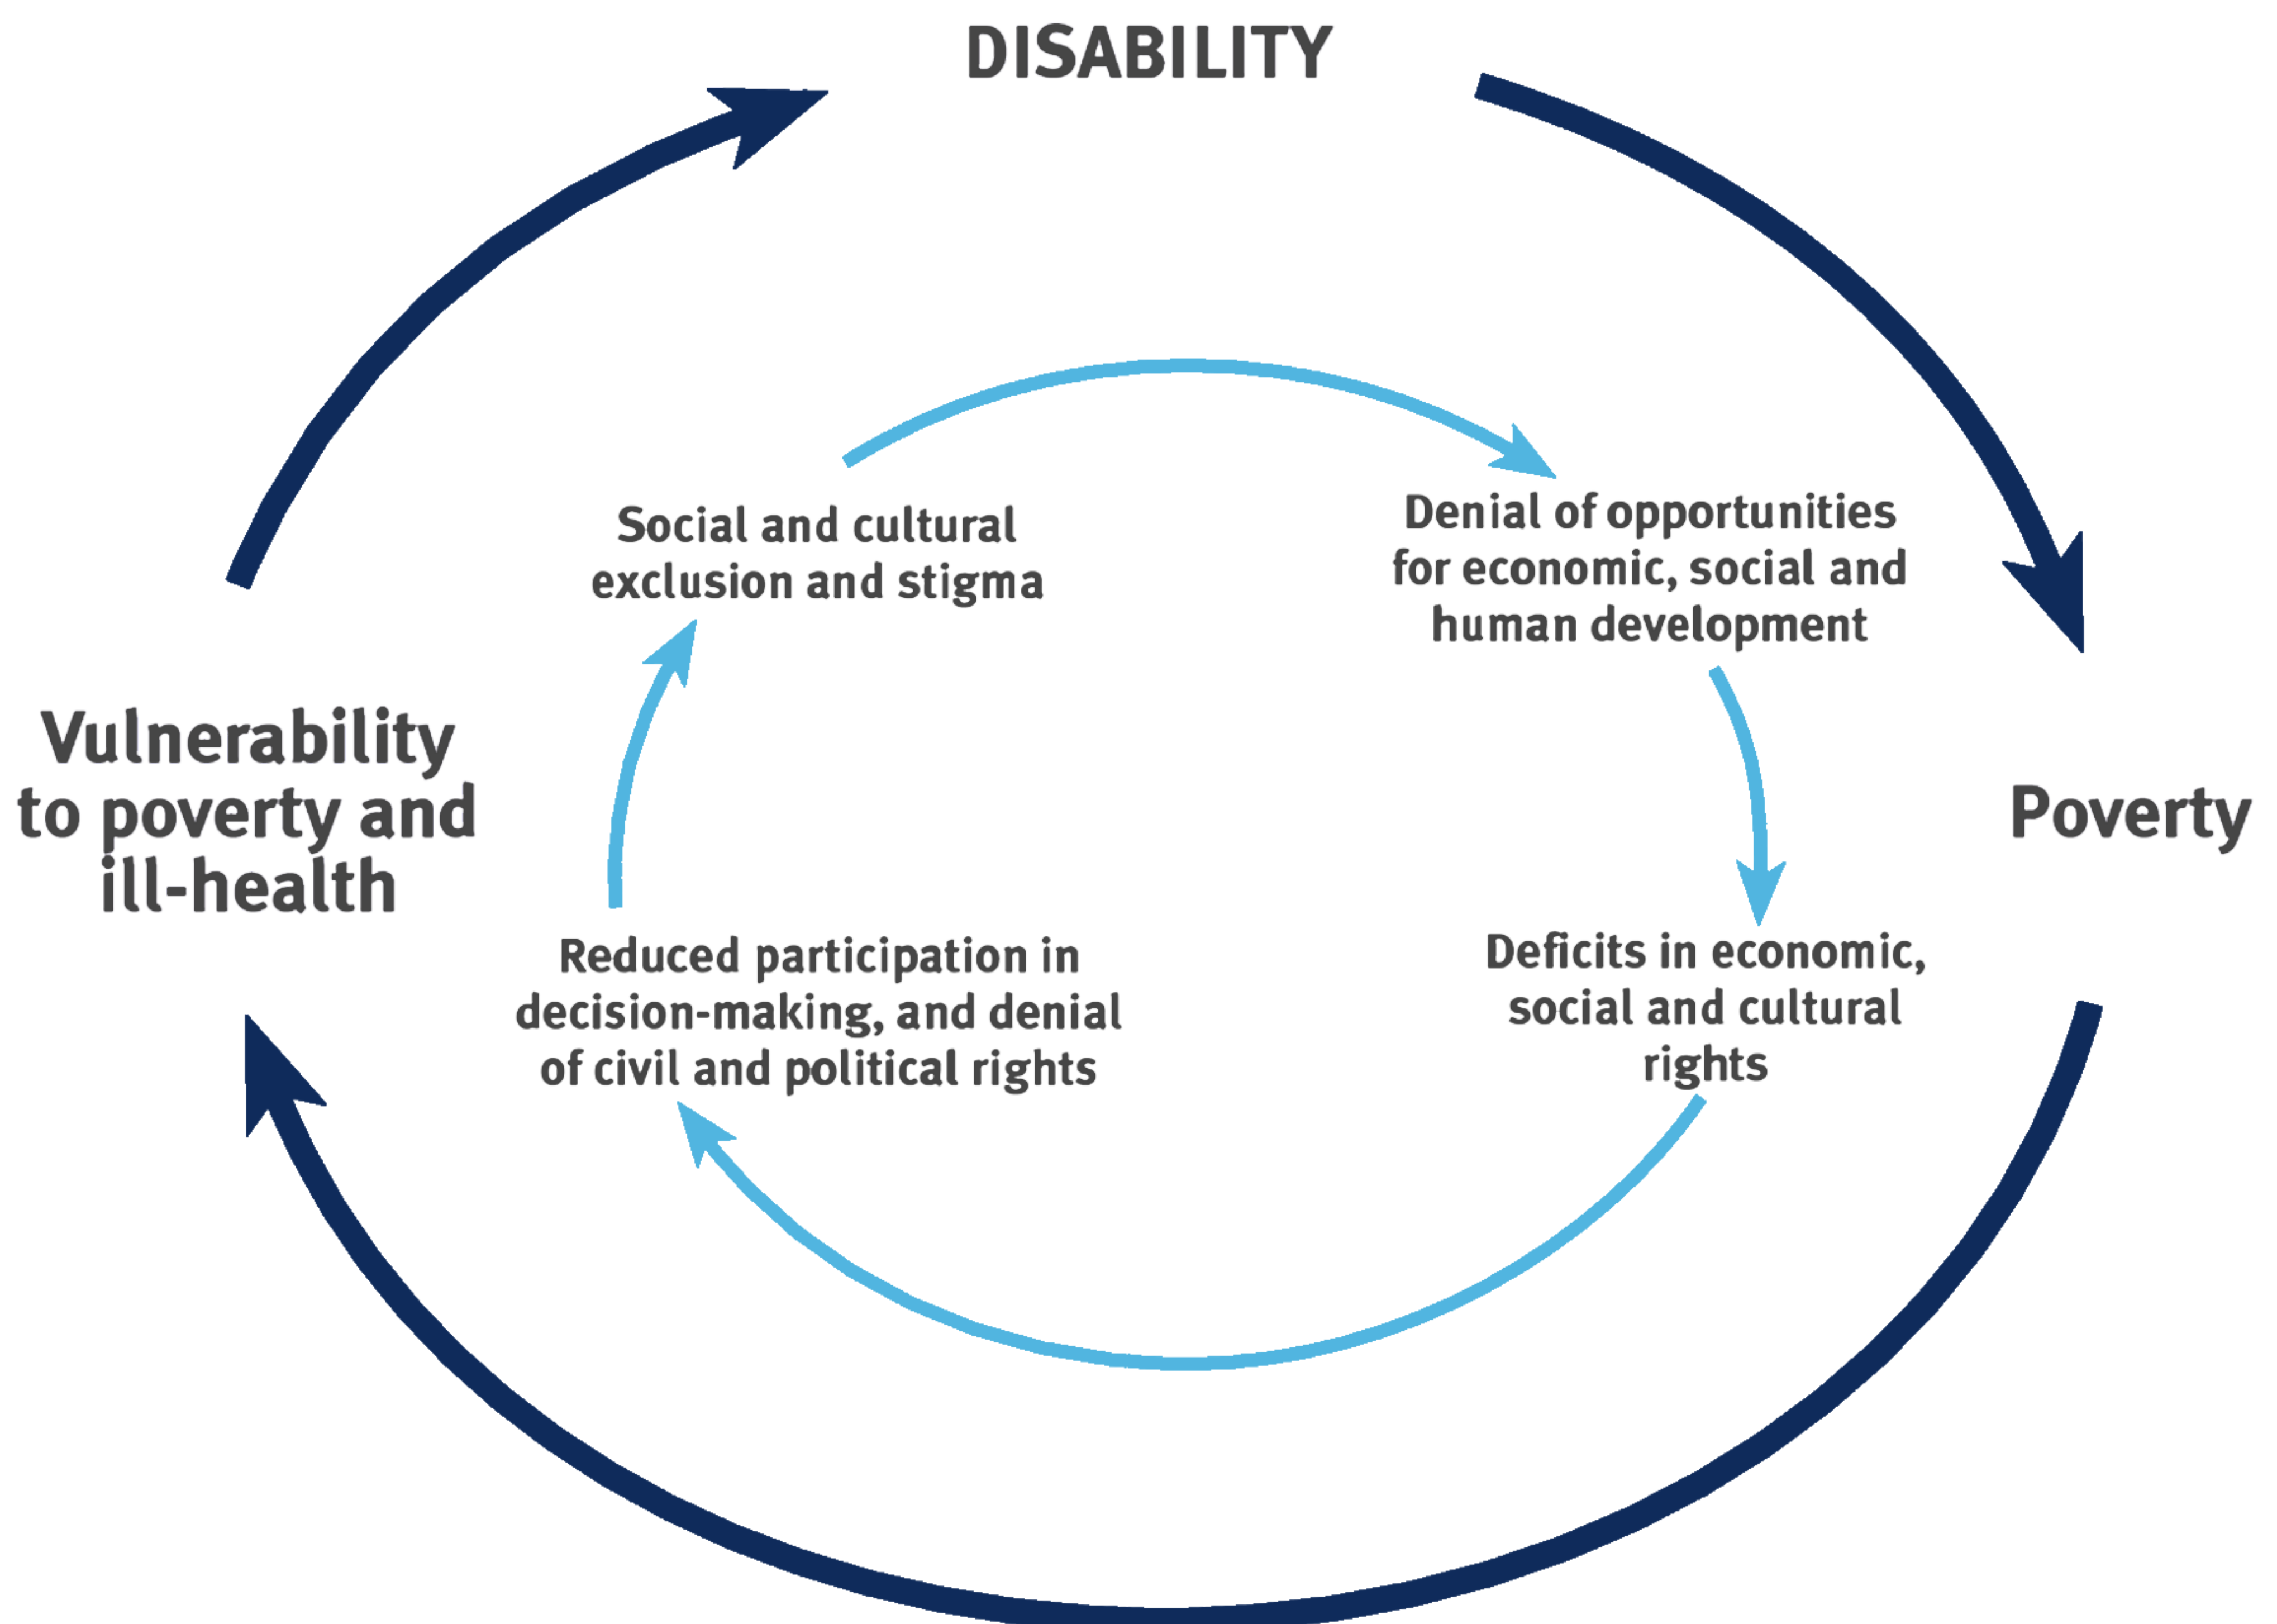 DISABILITY
Social and cultural
exclusion and stigma
Denial of opportunities
for economic, social and
human development
Vulnerability
to poverty and
ill-health
Poverty
Reduced participation in
decision-making, and denial
of civil and political rights
Deficits in economic,
social and cultural
rights